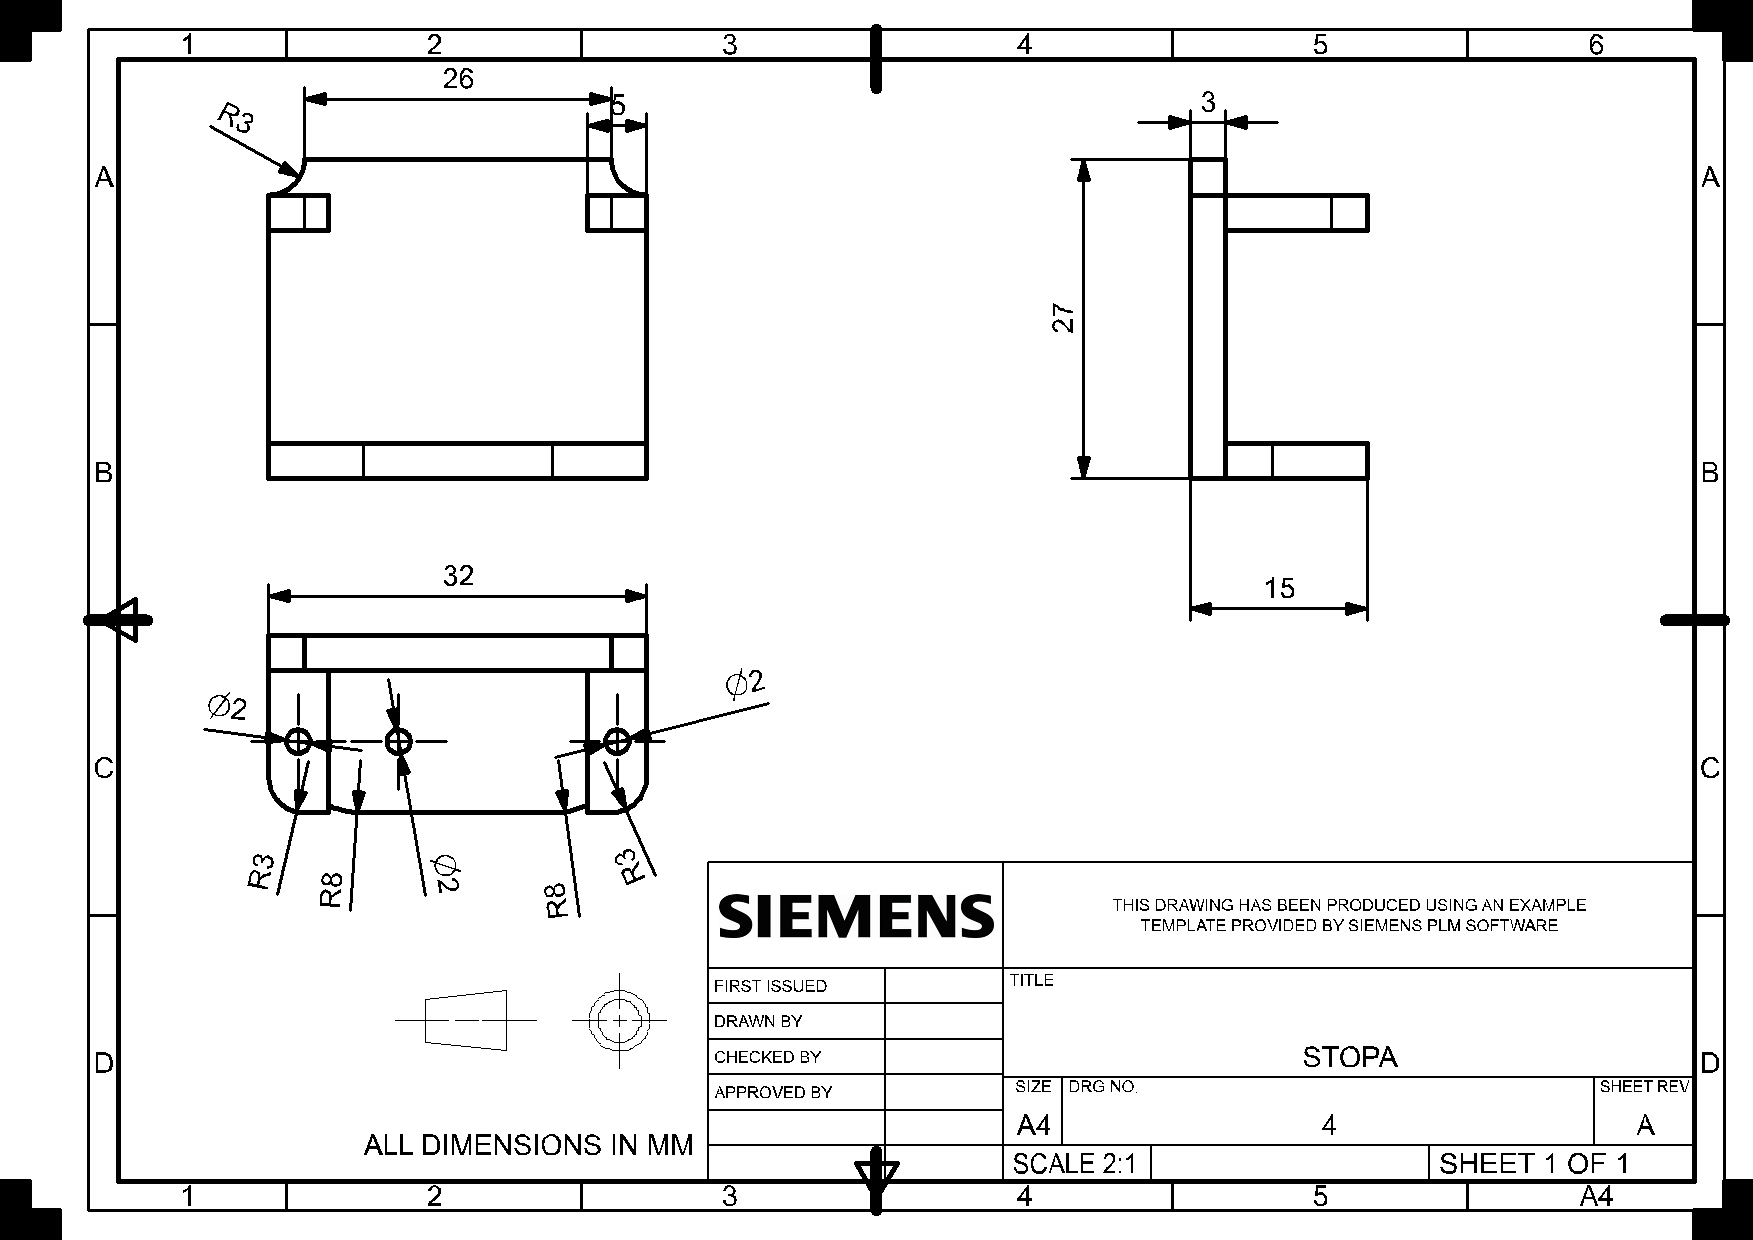 1 2 3 4 5 6
26
5
R3
3
A A
27
B B
32
15
⌀2
⌀2
C C
R3
R8
⌀2
R8
R3
SIEMENS
THIS DRAWING HAS BEEN PRODUCED USING AN EXAMPLE
TEMPLATE PROVIDED BY SIEMENS PLM SOFTWARE
FIRST ISSUED
TITLE
DRAWN BY
CHECKED BY
STOPA
D D
APPROVED BY
SIZE DRG NO. SHEET REV
A4 4 A
ALL DIMENSIONS IN MM
SCALE 2:1 SHEET 1 OF 1
1 2 3 4 5 A4